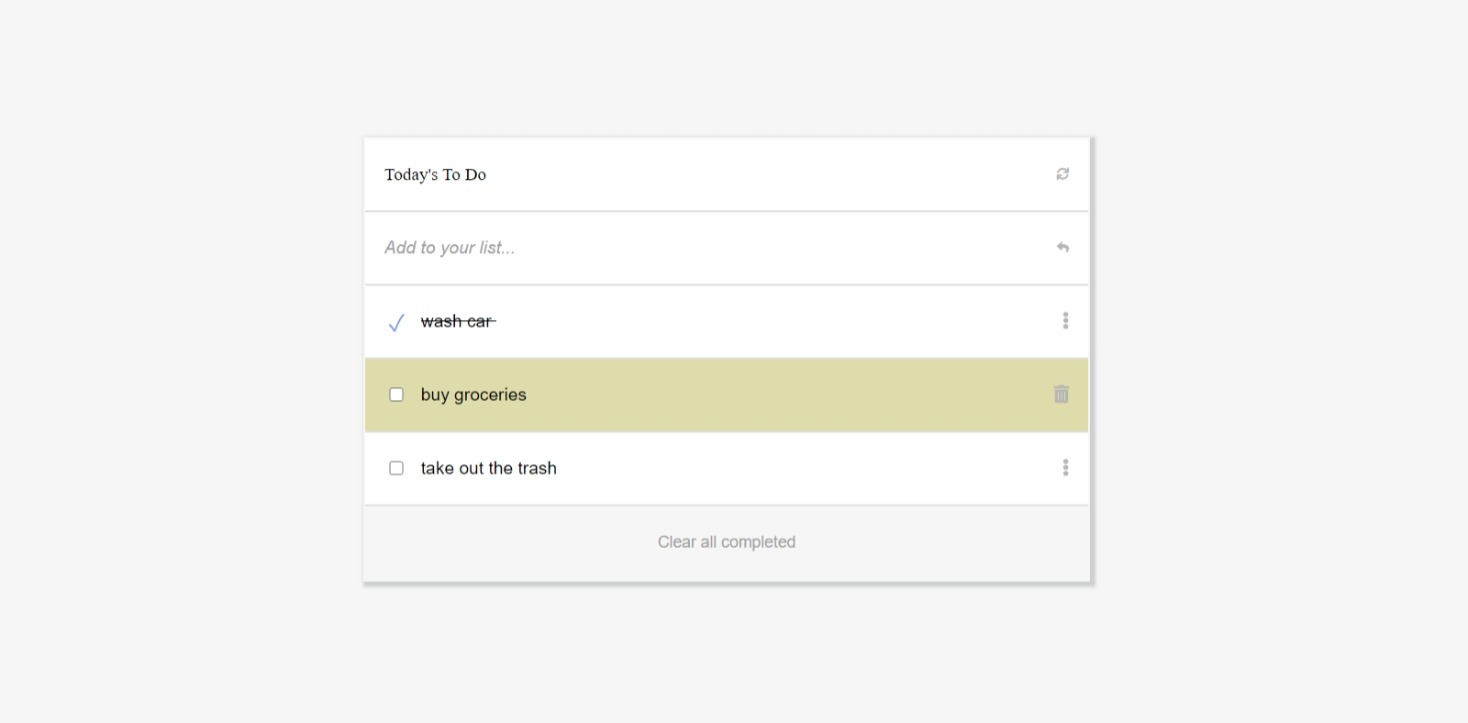 Today's To Do
Add to your list...
wash car
buy groceries
take out the trash
Clear all completed